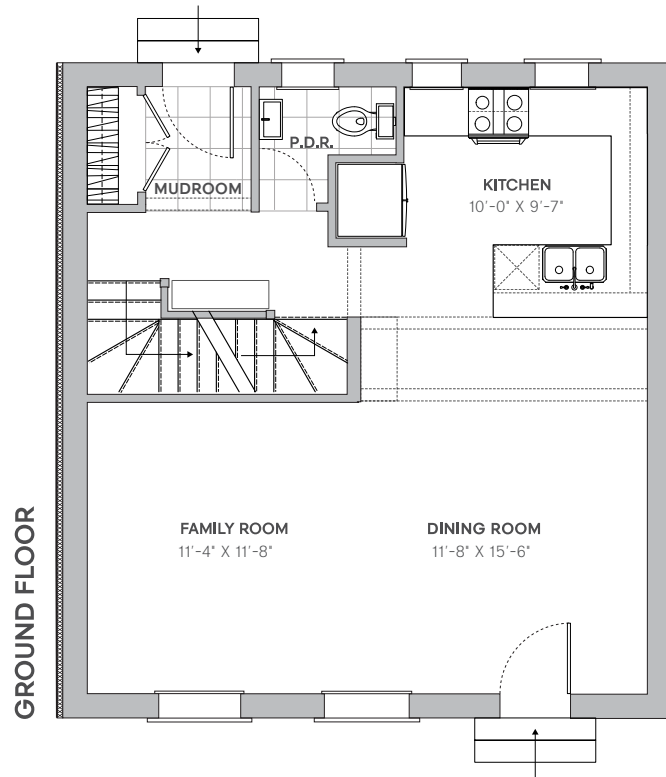 P.D.R.
MUDROOM
KITCHEN
10'-0" X 9'-7"
FAMILY ROOM
11'-4" X 11'-8"
DINING ROOM
11'-8" X 15'-6"
GROUND FLOOR